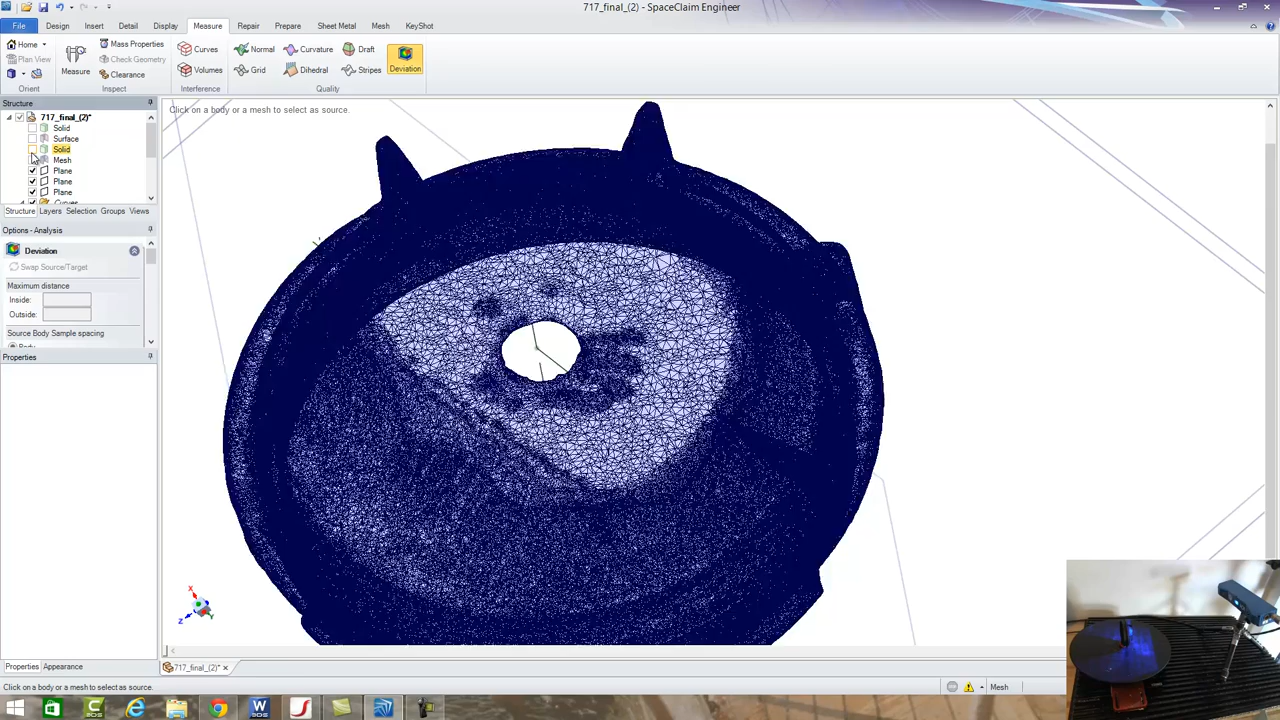 717_final_(2)* - SpaceClaim Engineer
File Design Insert Detail Display Measure Repair Prepare Sheet Metal Mesh KeyShot
Home
Plan View
Orient
Measure
Mass Properties
Check Geometry
Clearance
Inspect
Curves
Volumes
Interference
Normal Curvature Draft
Grid Dihedral Stripes
Quality
Deviation
Structure
717_final_(2)*
Solid
Surface
Solid
Mesh
Plane
Plane
Plane
Curves
Structure Layers Selection Groups Views
Options - Analysis
Deviation
Swap Source/Target
Maximum distance
Inside:
Outside:
Source Body Sample spacing
Body
Properties
Click on a body or a mesh to select as source.
X
Z
Y
Properties Appearance
717_final_(2)*
Click on a body or a mesh to select as source.
Mesh